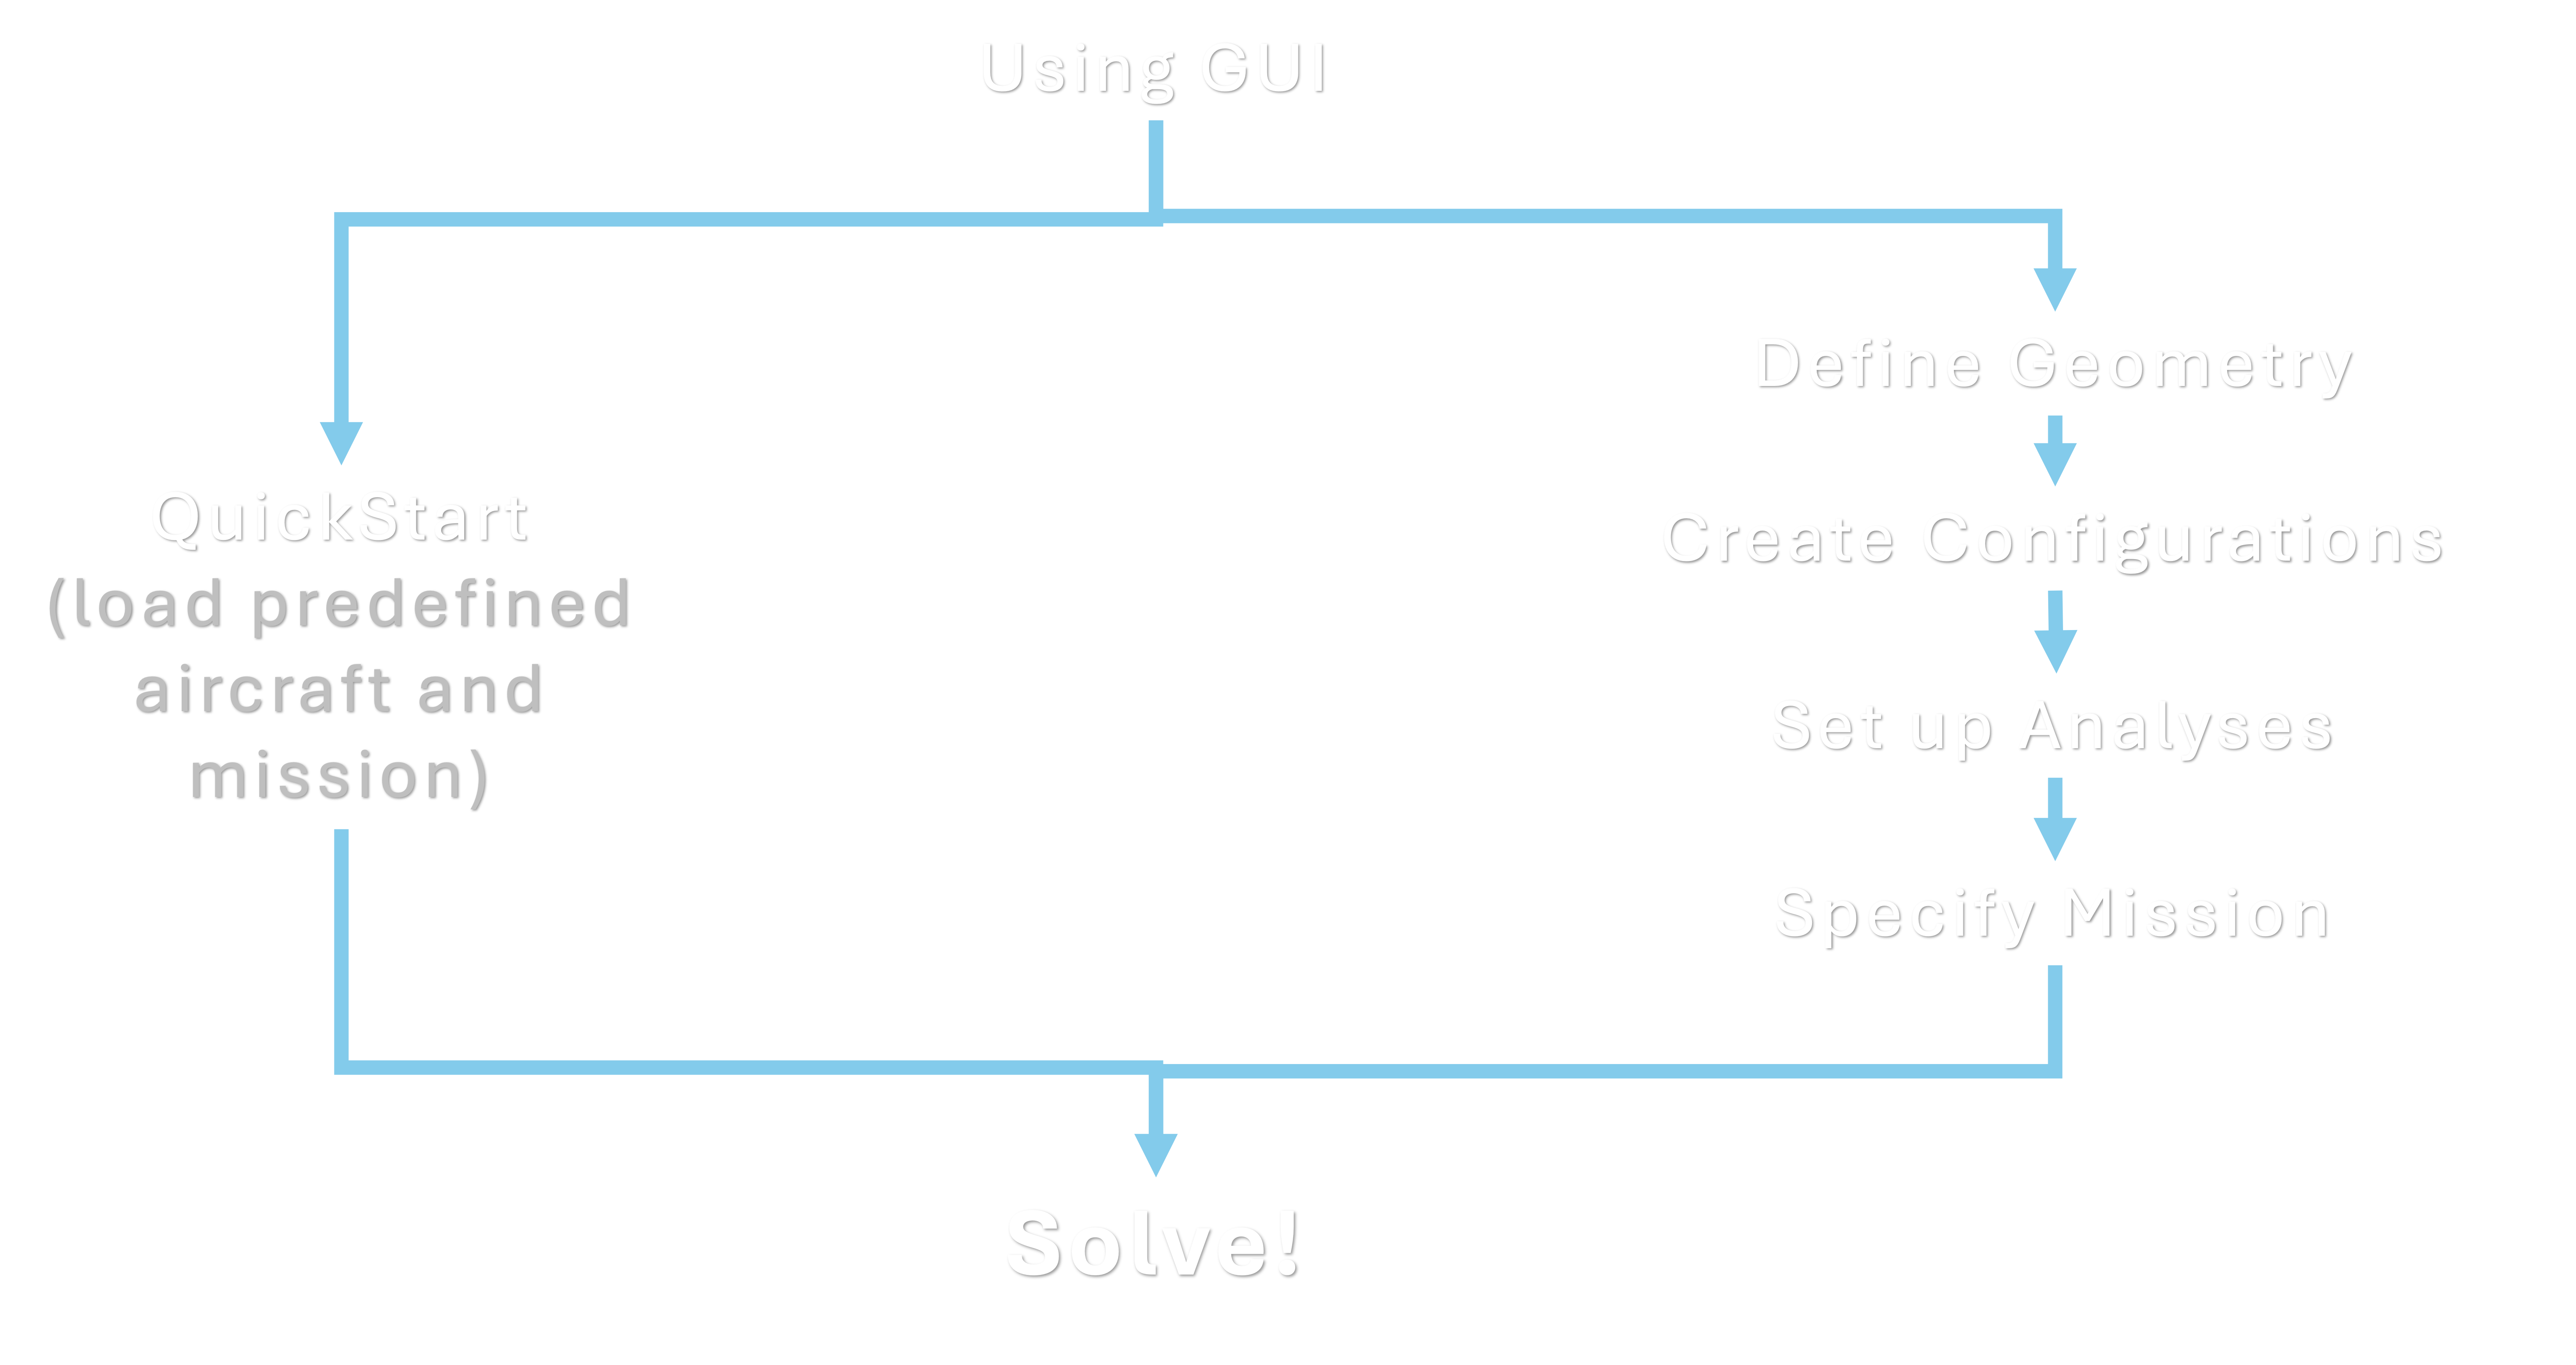 Using GUI
QuickStart
(load predefined
aircraft and
mission)
Define Geometry
Create Configurations
Set up Analyses
Specify Mission
Solve!